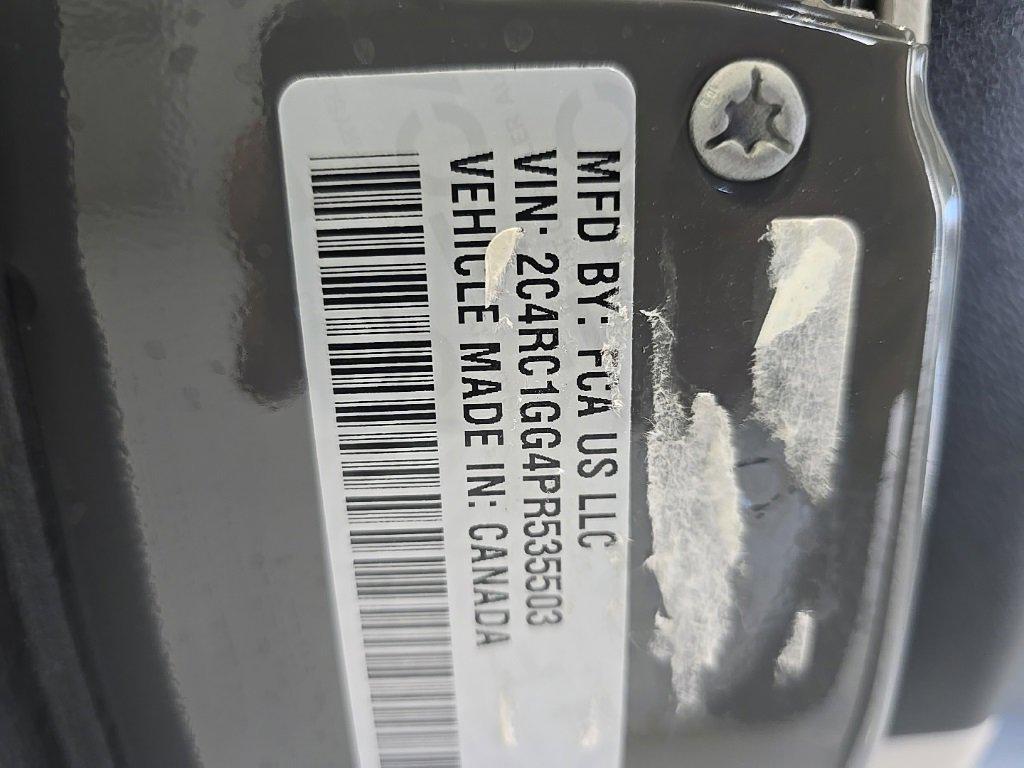 MFD BY: FCA US LLC
VIN: 2C4RC1GG4PR535503
VEHICLE MADE IN: CANADA